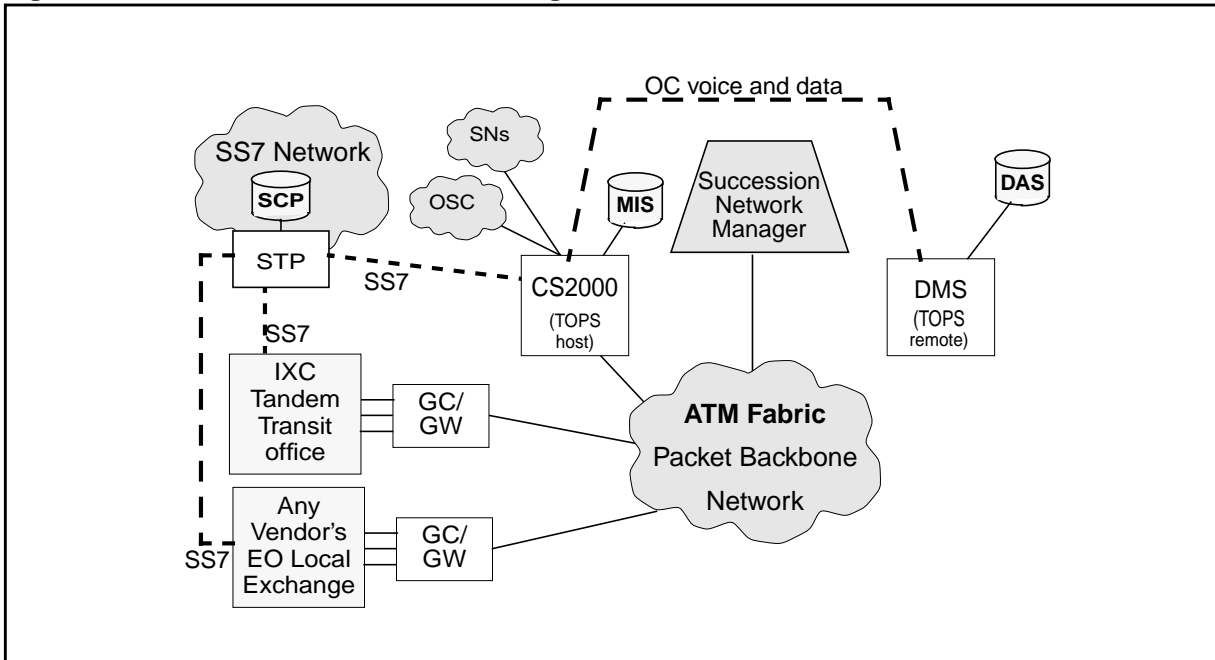 OC voice and data
SNs
SS7 Network
SCP
OSC
MIS
Succession
Network
Manager
DAS
STP
SS7
CS2000
(TOPS
host)
DMS
(TOPS
remote)
SS7
IXC
Tandem
Transit
office
GC/
GW
ATM Fabric
Packet Backbone
Network
Any
Vendor's
EO Local
Exchange
GC/
GW
SS7